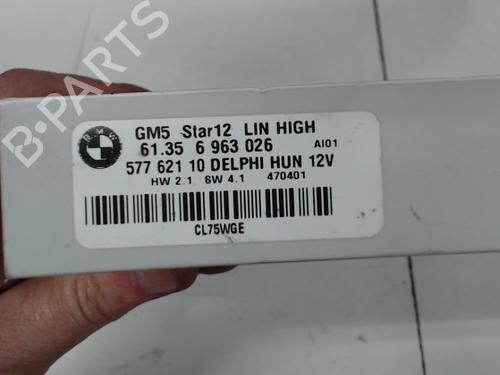 B-PARTS
BMW
GM5 Star12 LIN HIGH
61.35 6 963 026 AI01
577 621 10 DELPHI HUN 12V
HW 2.1 SW 4.1 470401
CL75WGE